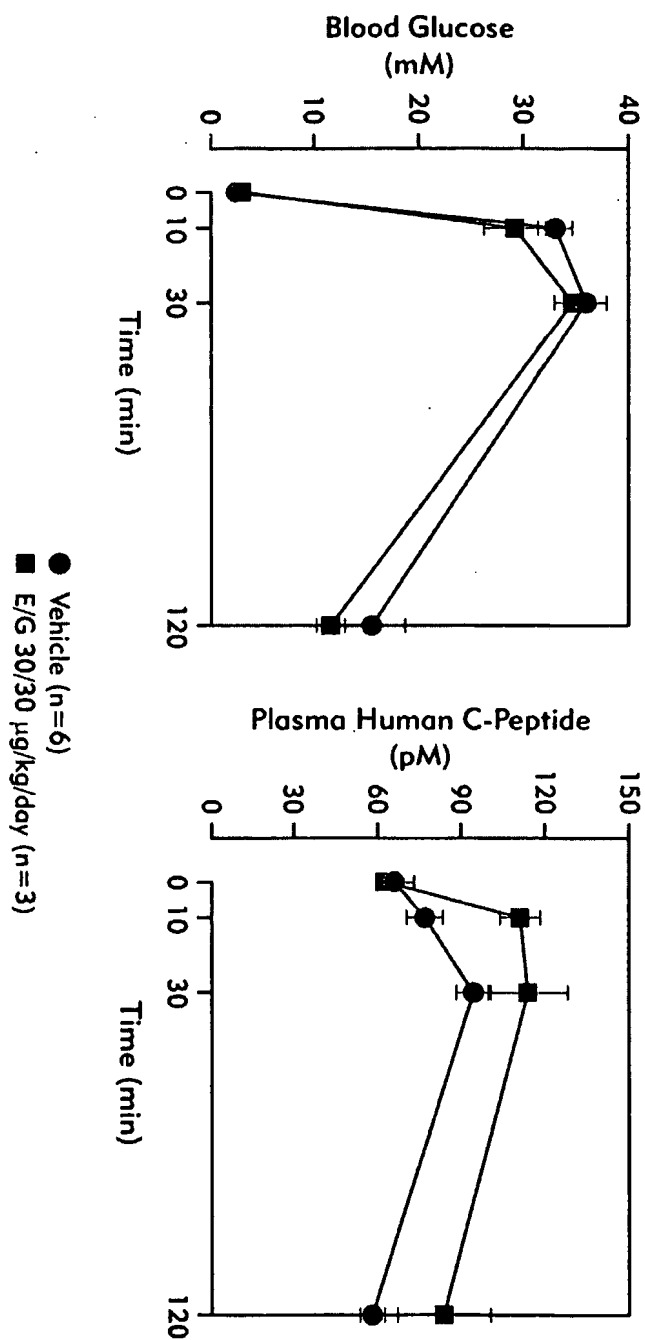 Blood Glucose
(mM)
0
10
20
30
40
0
10
30
120
Time (min)
Plasma Human C-Peptide
(pM)
0
30
60
90
120
150
0
10
30
120
Time (min)
Vehicle (n=6)
E/G 30/30 µg/kg/day (n=3)